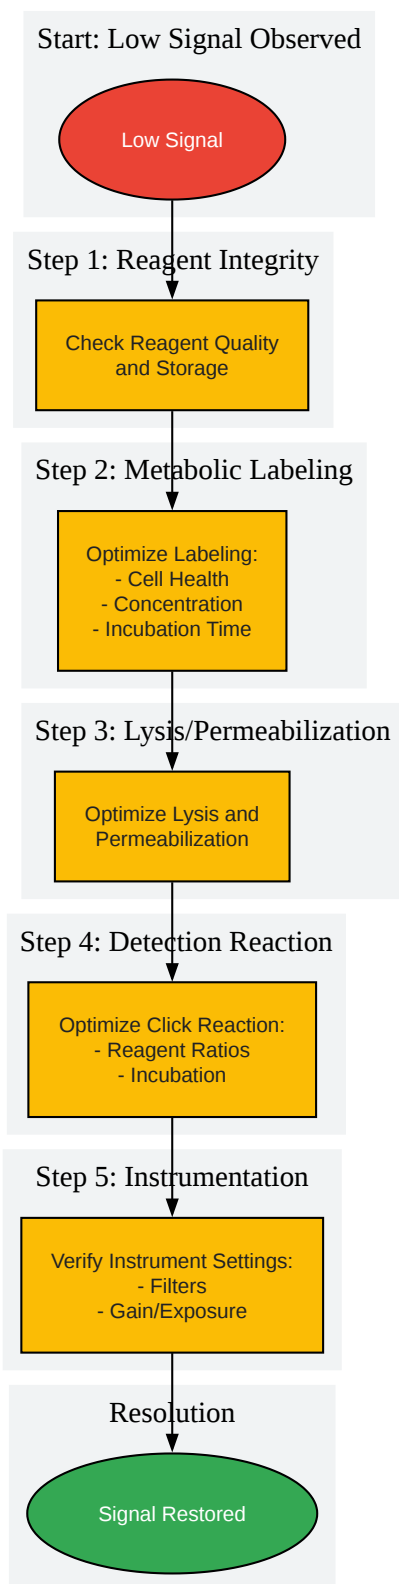 Start: Low Signal Observed
Low Signal
Step 1: Reagent Integrity
Check Reagent Quality
and Storage
Step 2: Metabolic Labeling
Optimize Labeling:
- Cell Health
- Concentration
- Incubation Time
Step 3: Lysis/Permeabilization
Optimize Lysis and
Permeabilization
Step 4: Detection Reaction
Optimize Click Reaction:
- Reagent Ratios
- Incubation
Step 5: Instrumentation
Verify Instrument Settings:
- Filters
- Gain/Exposure
Resolution
Signal Restored